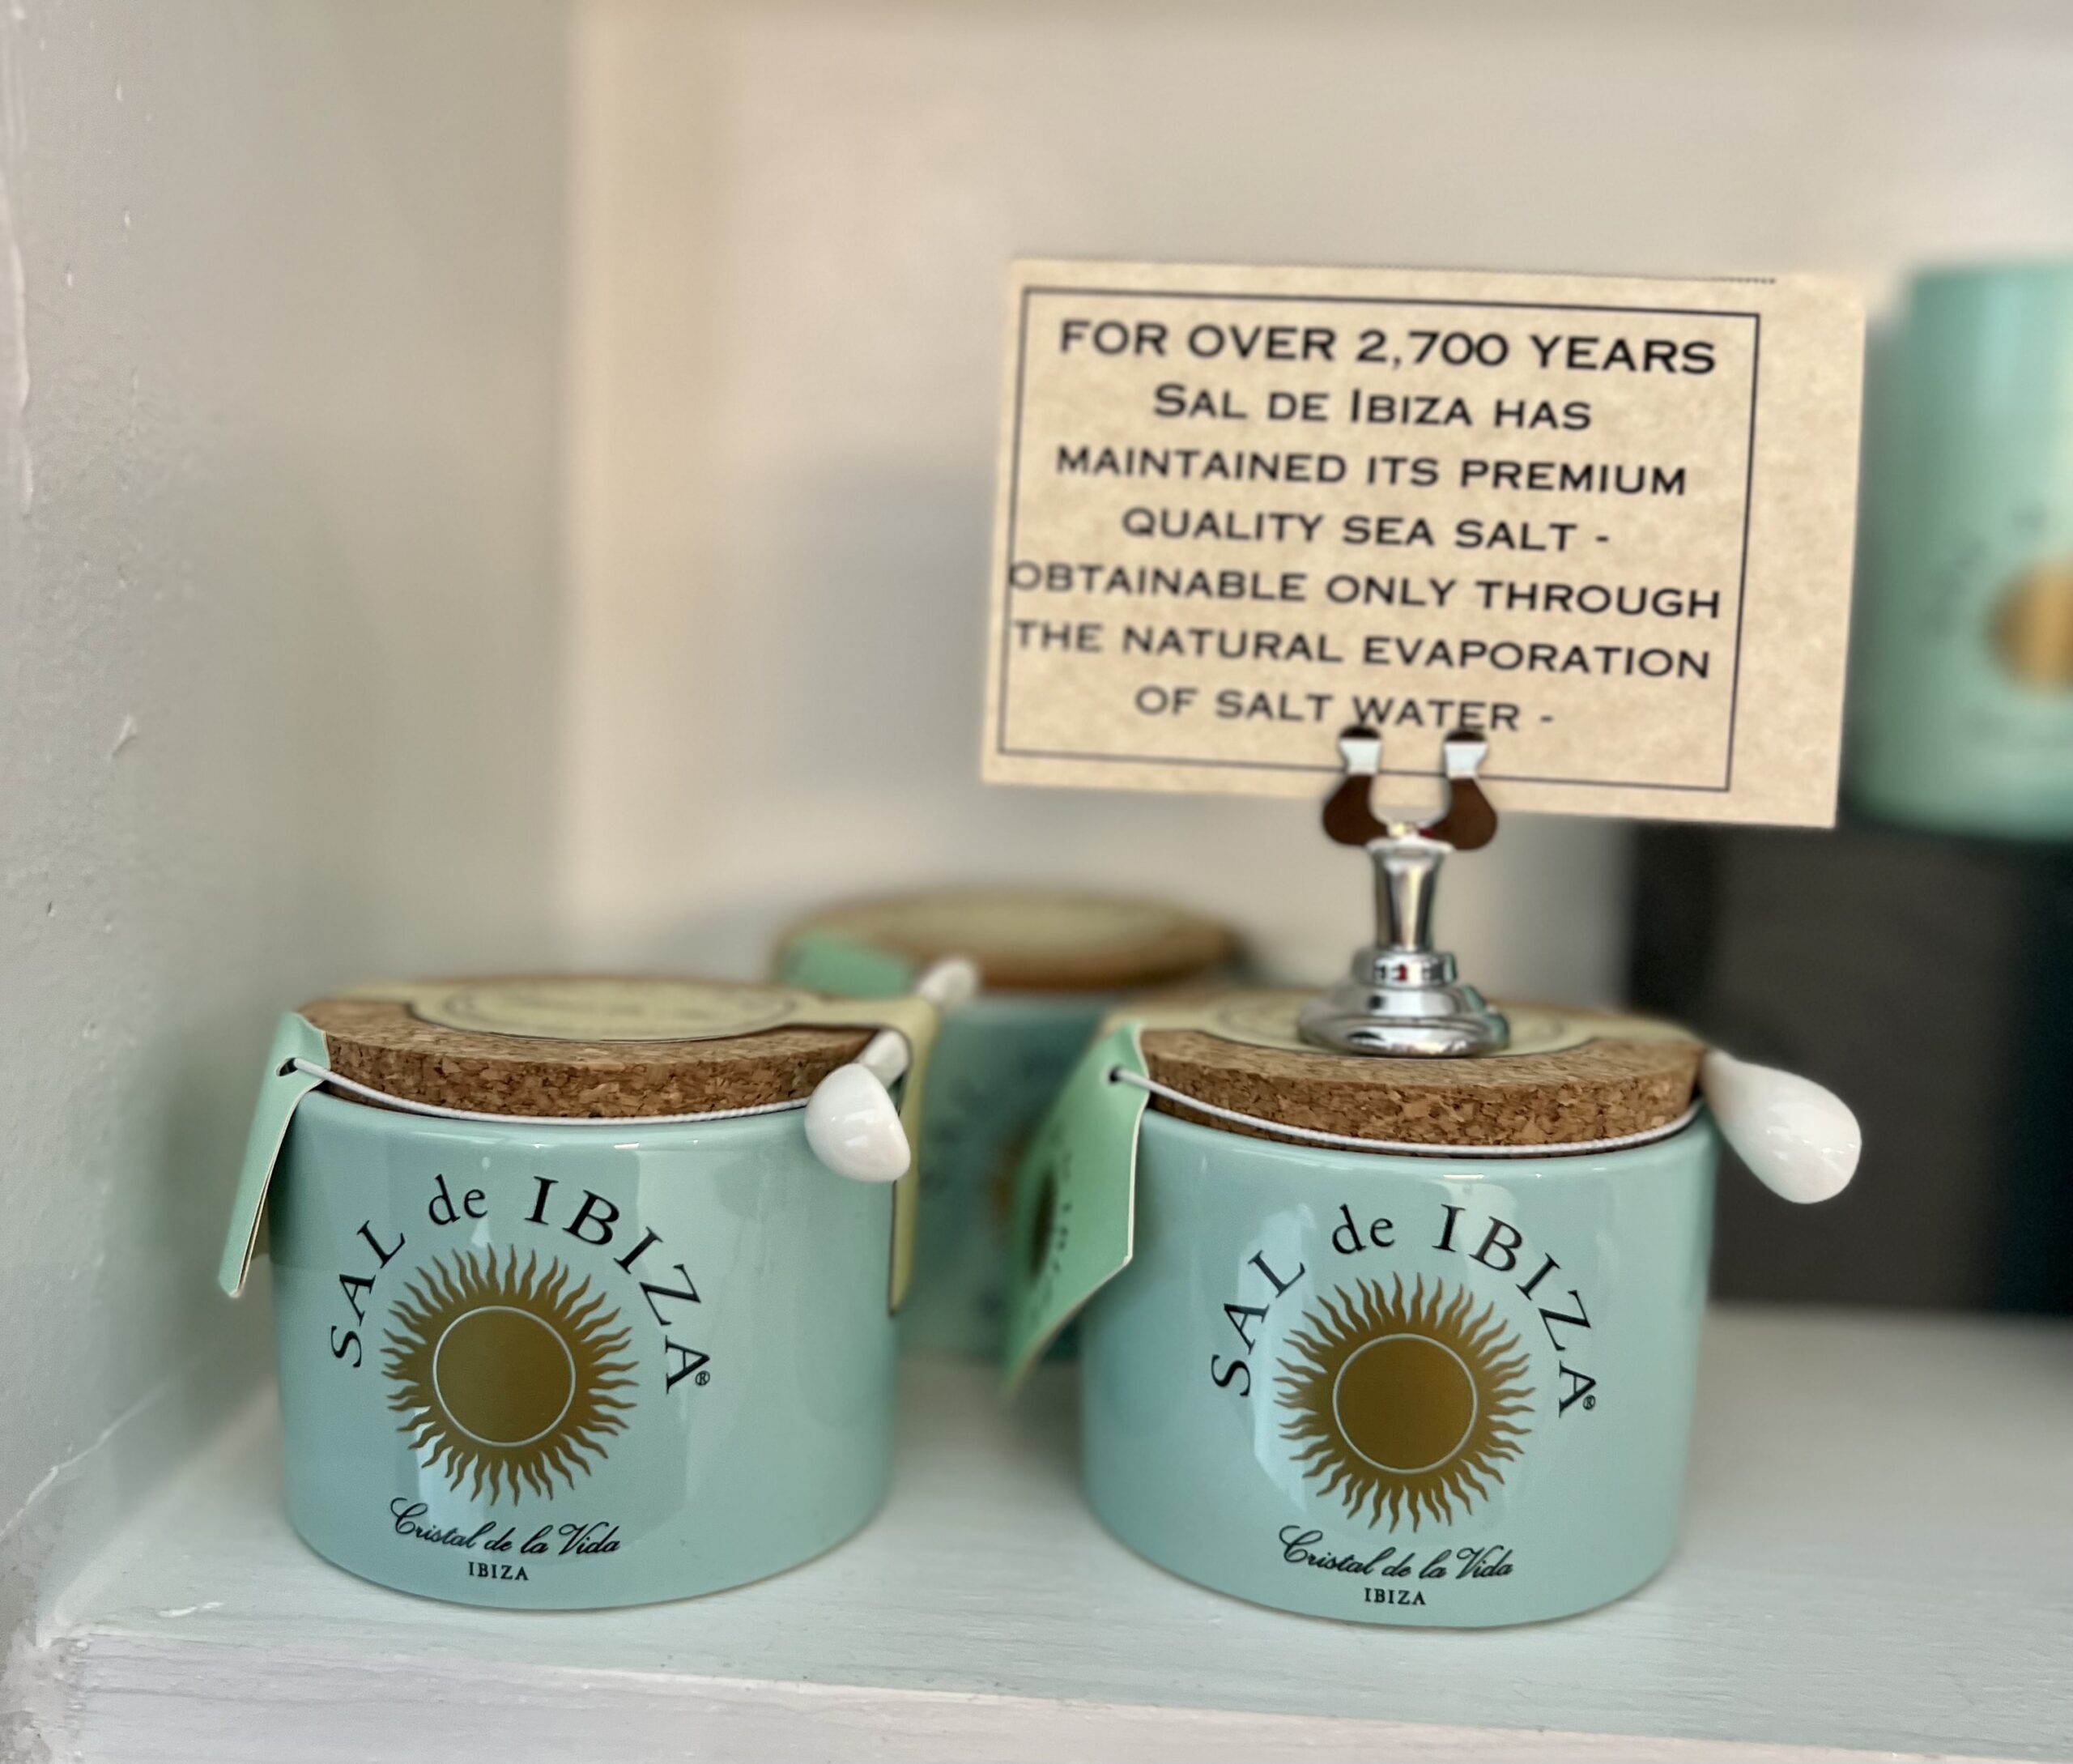 FOR OVER 2,700 YEARS
SAL DE IBIZA HAS
MAINTAINED ITS PREMIUM
QUALITY SEA SALT -
OBTAINABLE ONLY THROUGH
THE NATURAL EVAPORATION
OF SALT WATER -
SAL de IBIZA®
Cristal de la Vida
IBIZA
SAL de IBIZA®
Cristal de la Vida
IBIZA